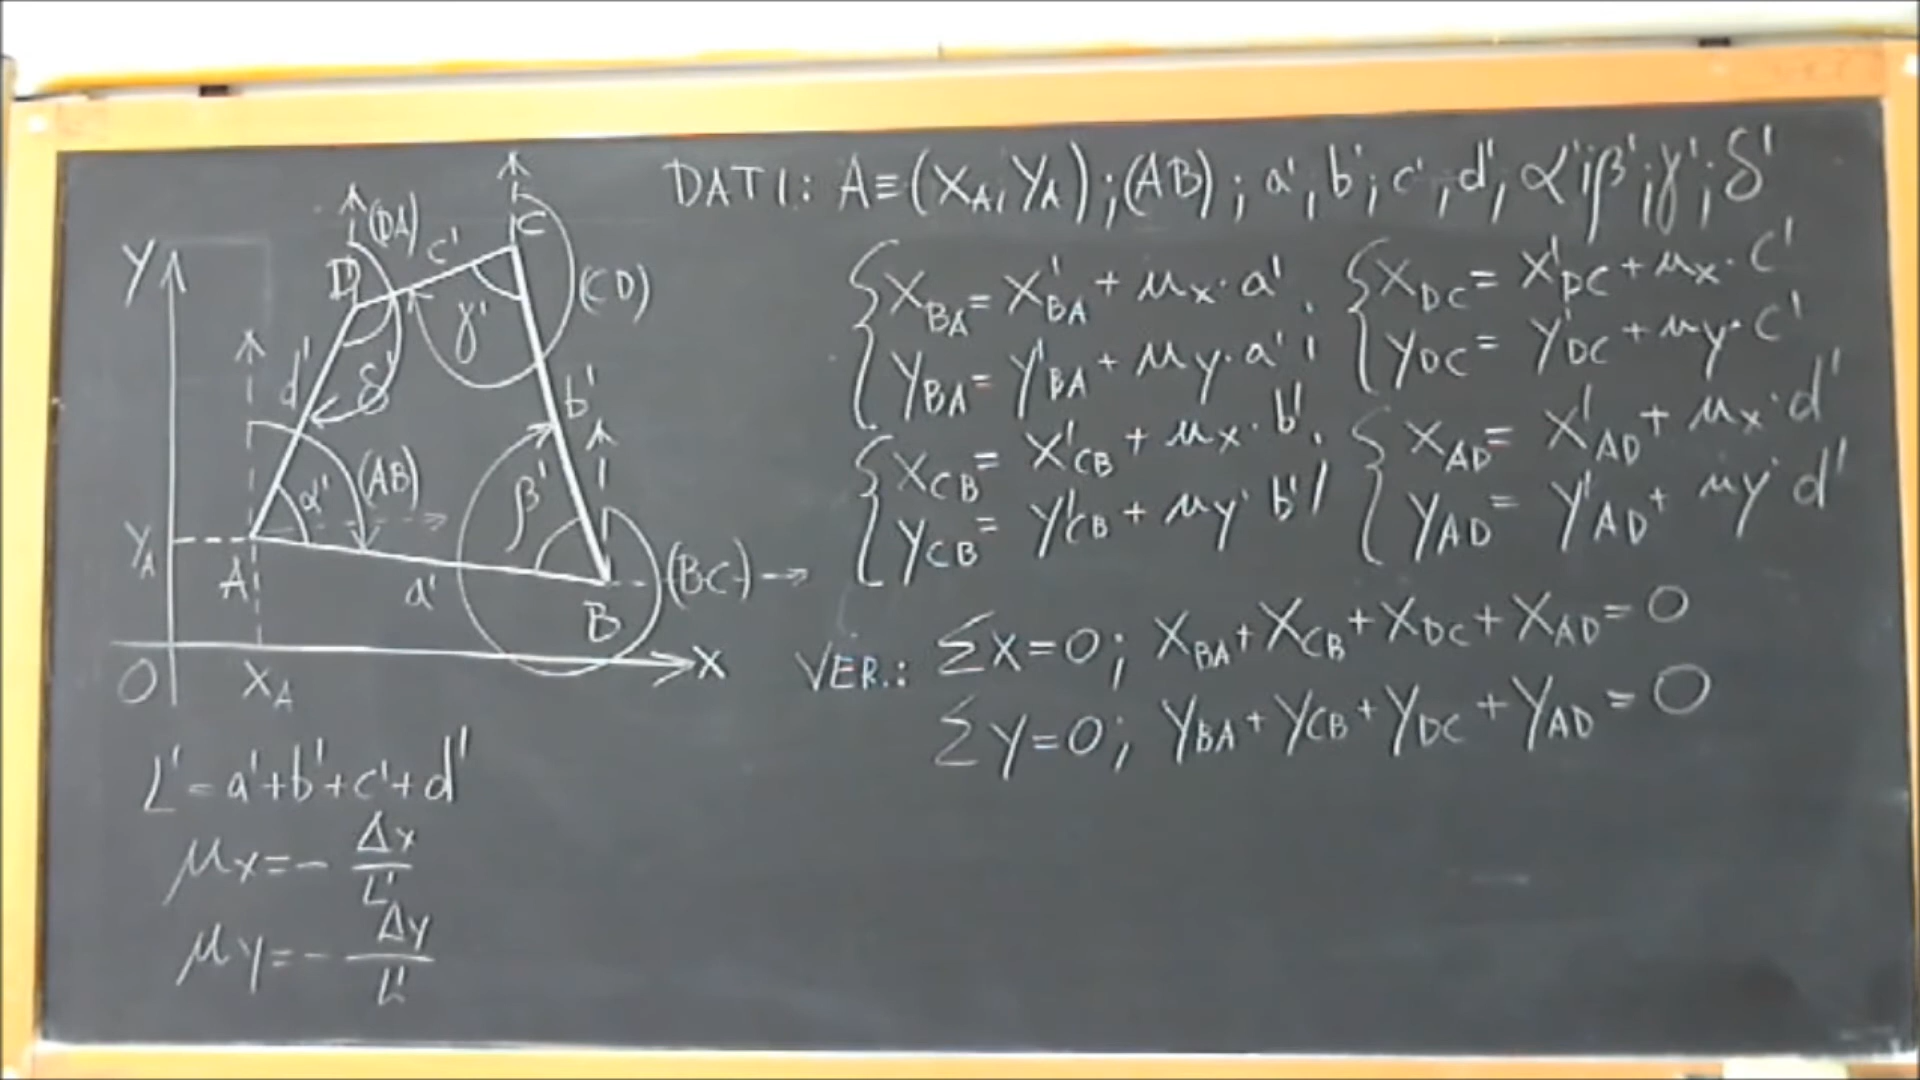 DATI: A≡(XA, YA); (AB); a', b'; c', d', α'; β'; γ'; δ'
{ XBA = X'BA + μx · a' ; { XDC = X'DC + μx · c'
YBA = Y'BA + μy · a' ; YDC = Y'DC + μy · c'
{ XCB = X'CB + μx · b' ; { XAD = X'AD + μx · d'
YCB = Y'CB + μy · b' / YAD = Y'AD + μy · d'
VER.: ΣX=0; XBA + XCB + XDC + XAD = 0
ΣY=0; YBA + YCB + YDC + YAD = 0
Y
(DA)
C
D
c'
(CD)
γ'
d'
δ'
b'
α'
(AB)
β'
YA
A
a'
B
(BC)
O
XA
X
L' = a'+b'+c'+d'
μx = - Δx / L'
μy = - Δy / L'